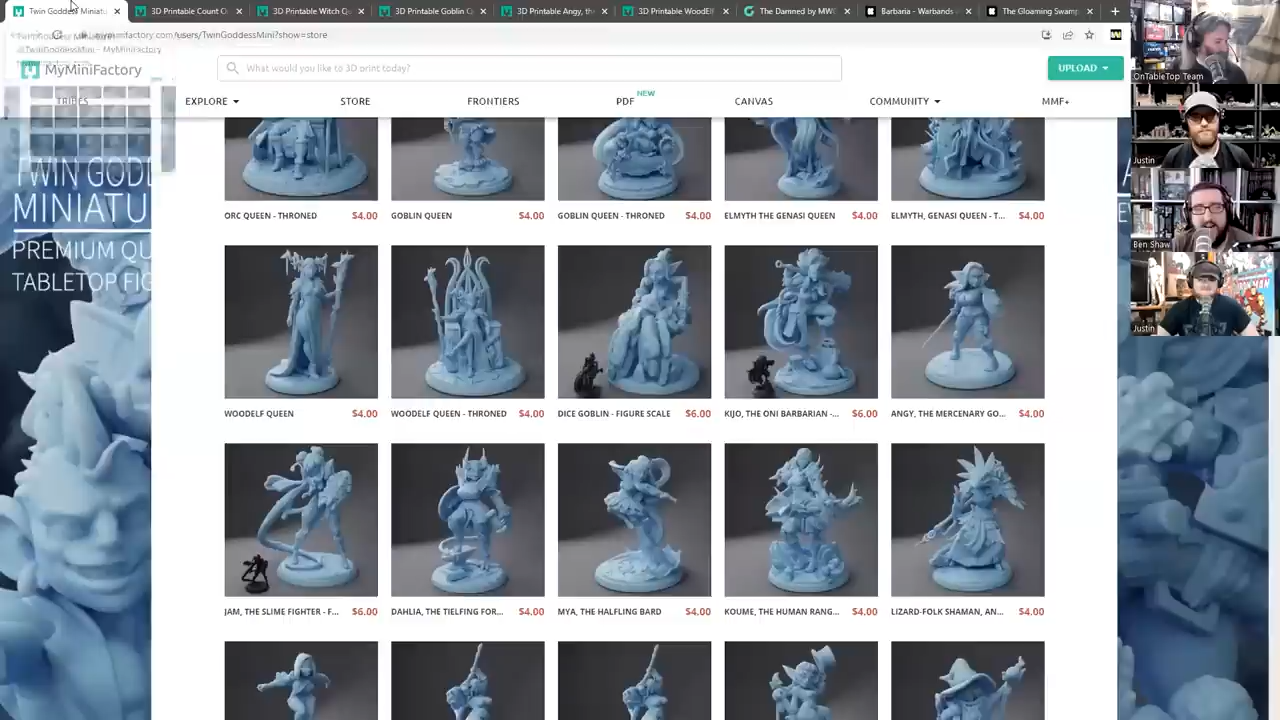 Twin Goddess Miniatu
3D Printable Count C
3D Printable Witch Q
3D Printable Goblin Q
3D Printable Angy, th
3D Printable WoodElf
The Damned by MWG
Barbaria - Warbands
The Gloaming Swamp
myminifactory.com/users/TwinGoddessMini?show=store
MyMiniFactory
What would you like to 3D print today?
UPLOAD
TRIBES
EXPLORE
STORE
FRONTIERS
PDF
NEW
CANVAS
COMMUNITY
MMF+
OnTableTop Team
Justin
Ben Shaw
Justin
TWIN GODD
MINIATU
PREMIUM QU
TABLETOP FIG
ORC QUEEN - THRONED $4.00
GOBLIN QUEEN $4.00
GOBLIN QUEEN - THRONED $4.00
ELMYTH THE GENASI QUEEN $4.00
ELMYTH, GENASI QUEEN - T... $4.00
WOODELF QUEEN $4.00
WOODELF QUEEN - THRONED $4.00
DICE GOBLIN - FIGURE SCALE $6.00
KIJO, THE ONI BARBARIAN -... $6.00
ANGY, THE MERCENARY GO... $4.00
JAM, THE SLIME FIGHTER - F... $6.00
DAHLIA, THE TIELFING FOR... $4.00
MYA, THE HALFLING BARD $4.00
KOUME, THE HUMAN RANG... $4.00
LIZARD-FOLK SHAMAN, AN... $4.00